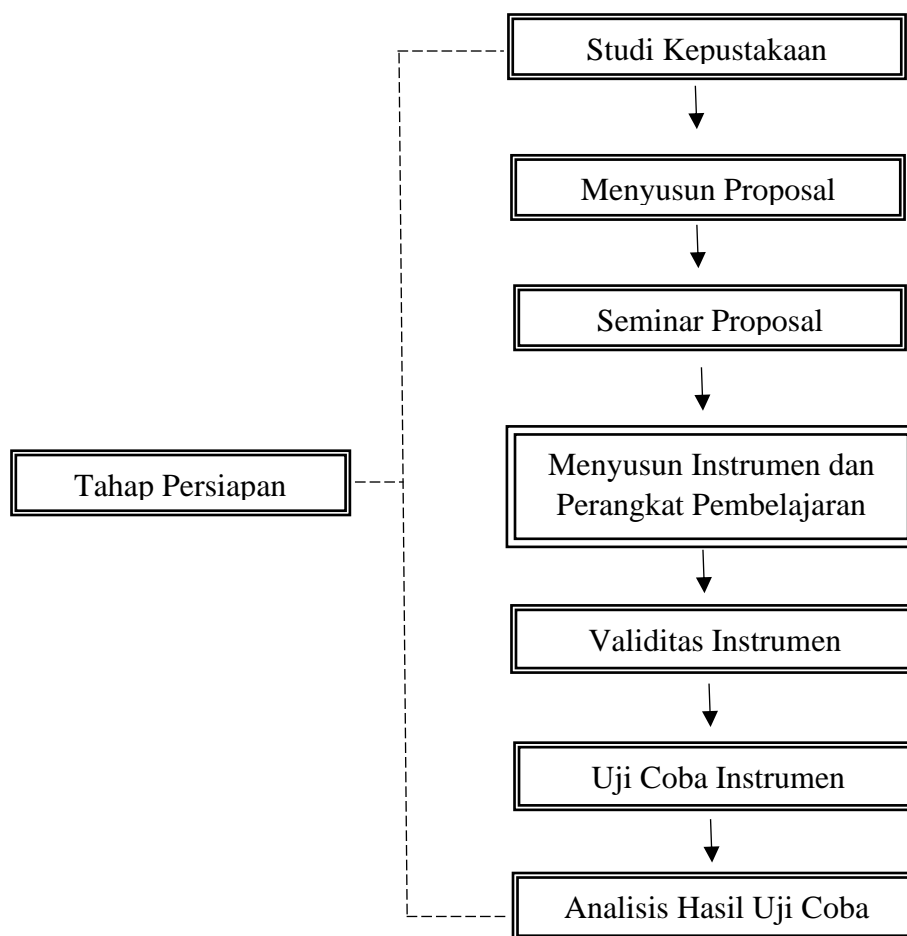 Studi Kepustakaan
Menyusun Proposal
Seminar Proposal
Menyusun Instrumen dan
Perangkat Pembelajaran
Tahap Persiapan
Validitas Instrumen
Uji Coba Instrumen
Analisis Hasil Uji Coba